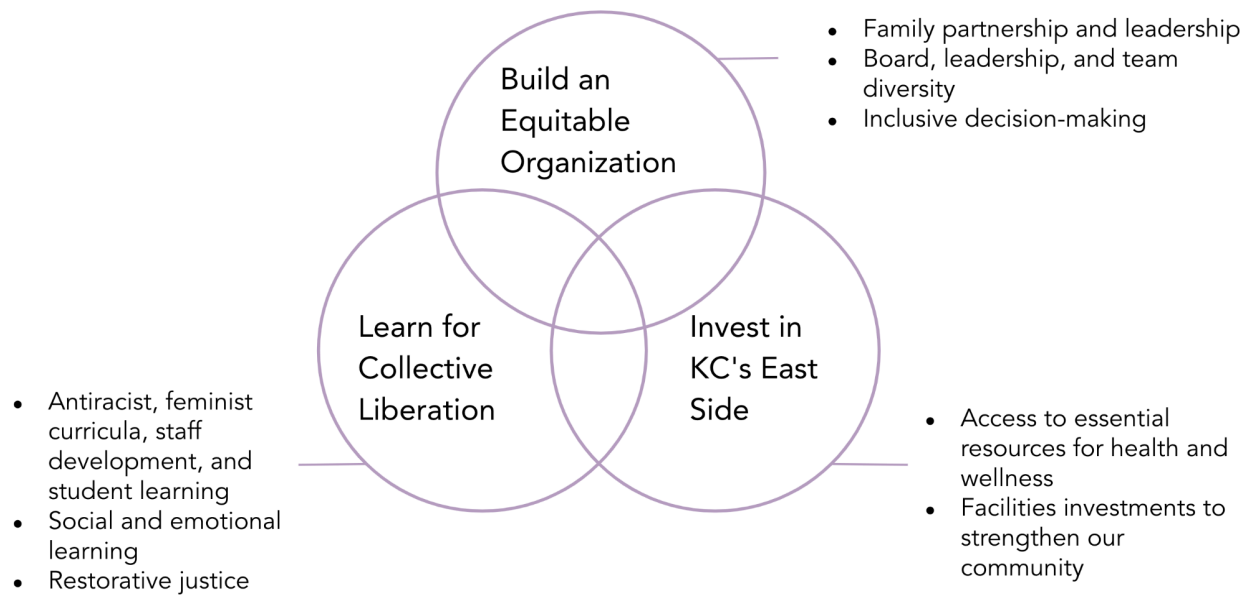 Build an
Equitable
Organization
• Family partnership and leadership
• Board, leadership, and team
diversity
• Inclusive decision-making
Learn for
Collective
Liberation
• Antiracist, feminist
curricula, staff
development, and
student learning
• Social and emotional
learning
• Restorative justice
Invest in
KC's East
Side
• Access to essential
resources for health and
wellness
• Facilities investments to
strengthen our
community